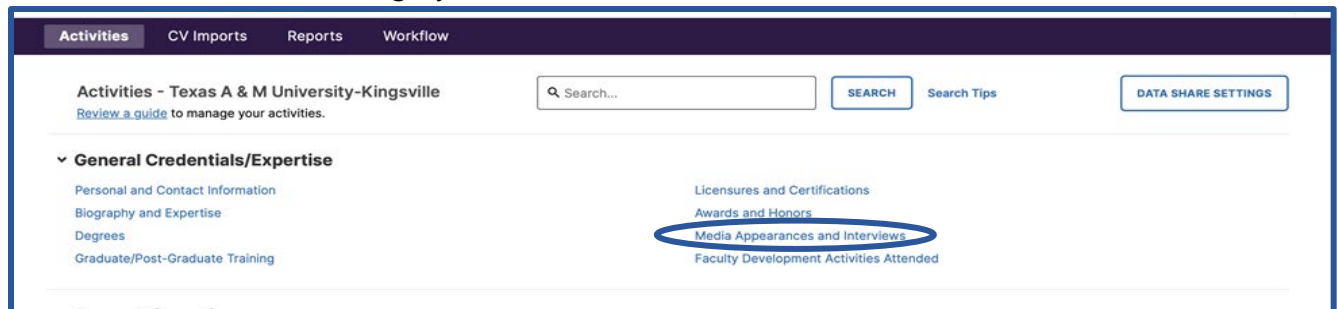 Activities CV Imports Reports Workflow
Activities - Texas A & M University-Kingsville
Review a guide to manage your activities.
Search...
SEARCH
Search Tips
DATA SHARE SETTINGS
General Credentials/Expertise
Personal and Contact Information
Biography and Expertise
Degrees
Graduate/Post-Graduate Training
Licensures and Certifications
Awards and Honors
Media Appearances and Interviews
Faculty Development Activities Attended